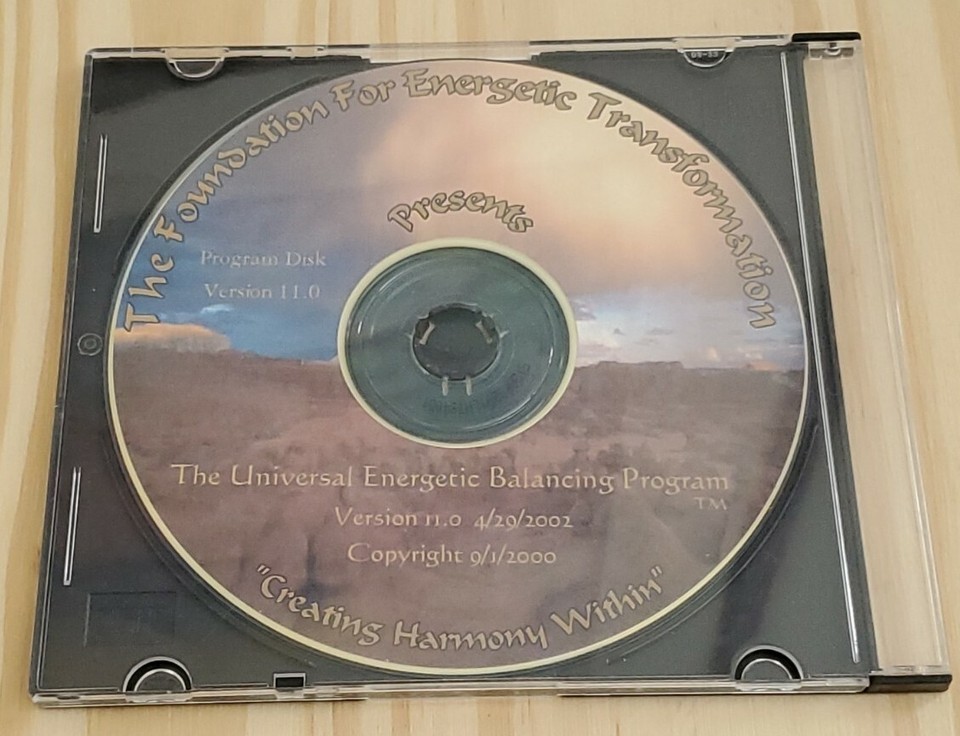 The Foundation For Energetic Transformation
Presents
Program Disk
Version 11.0
The Universal Energetic Balancing Program
TM
Version 11.0 4/29/2002
Copyright 9/1/2000
"Creating Harmony Within"